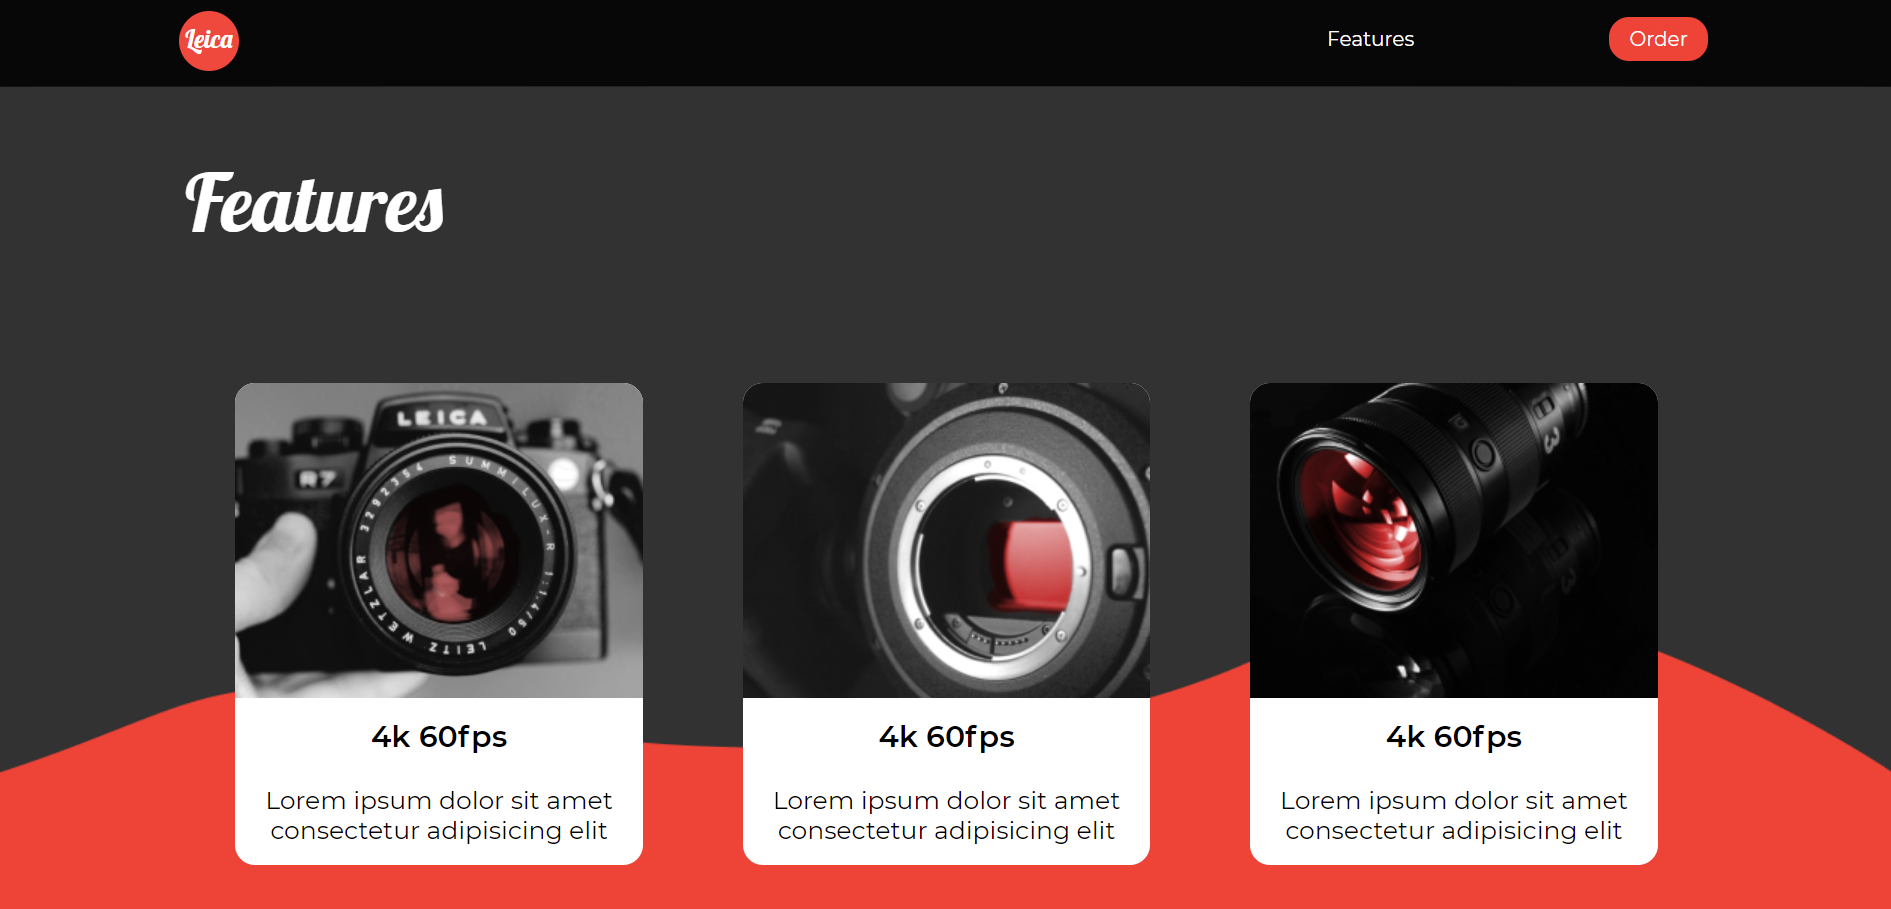 Leica
Features
Order
Features
LEICA
R7
SUMMILUX-R 1:1.4/50 LEITZ WETZLAR 3292354
4k 60fps
4k 60fps
4k 60fps
Lorem ipsum dolor sit amet
consectetur adipisicing elit
Lorem ipsum dolor sit amet
consectetur adipisicing elit
Lorem ipsum dolor sit amet
consectetur adipisicing elit